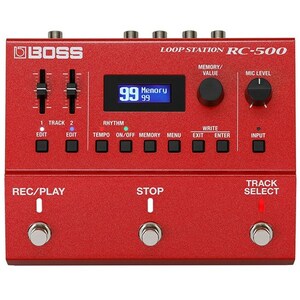 BOSS
LOOP STATION RC-500
MEMORY/
VALUE
MIC LEVEL
99 Memory
99
1 TRACK 2
EDIT EDIT
RHYTHM
TEMPO ON/OFF MEMORY MENU
WRITE
EXIT ENTER
INPUT
REC/PLAY
STOP
TRACK
SELECT